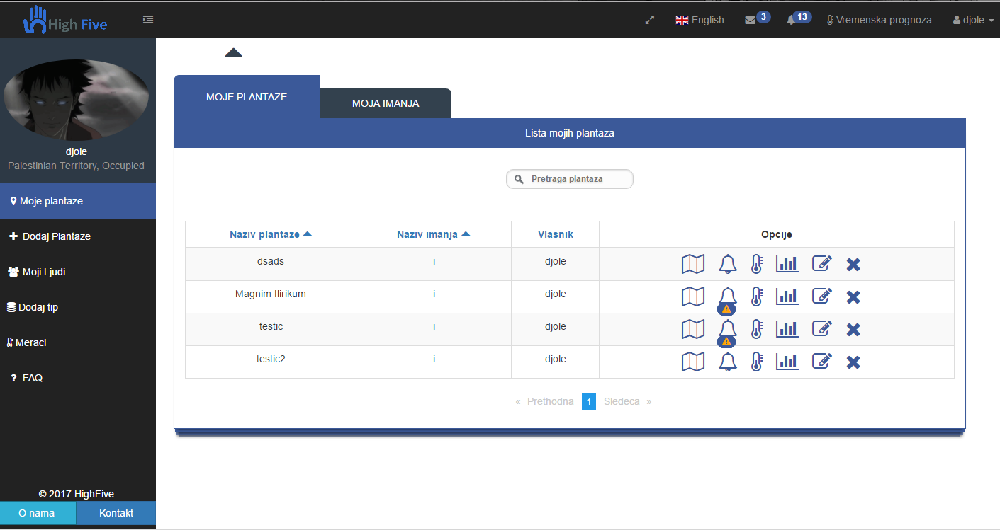 High Five
English
3
13
Vremenska prognoza
djole
djole
Palestinian Territory, Occupied
Moje plantaze
Dodaj Plantaze
Moji Ljudi
Dodaj tip
Meraci
? FAQ
© 2017 HighFive
O nama
Kontakt
MOJE PLANTAZE
MOJA IMANJA
Lista mojih plantaza
Pretraga plantaza
Naziv plantaze Naziv imanja Vlasnik Opcije
dsads i djole
Magnim Ilirikum i djole
testic i djole
testic2 i djole
« Prethodna 1 Sledeca »